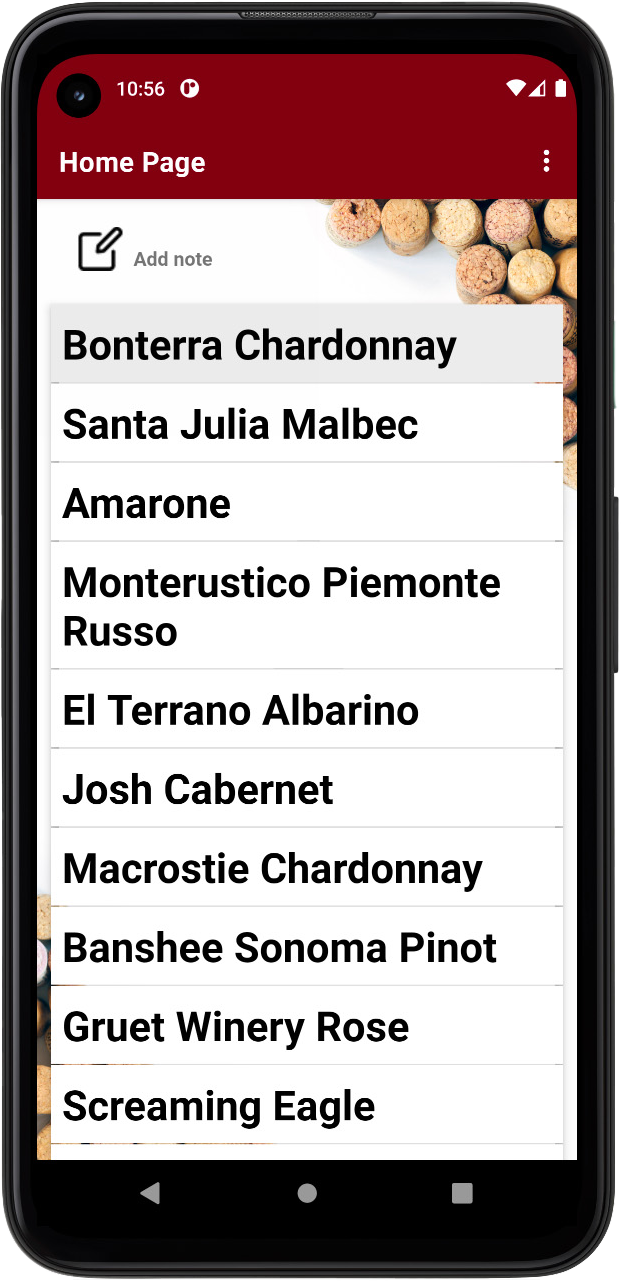 10:56
Home Page
Add note
Bonterra Chardonnay
Santa Julia Malbec
Amarone
Monterustico Piemonte
Russo
El Terrano Albarino
Josh Cabernet
Macrostie Chardonnay
Banshee Sonoma Pinot
Gruet Winery Rose
Screaming Eagle